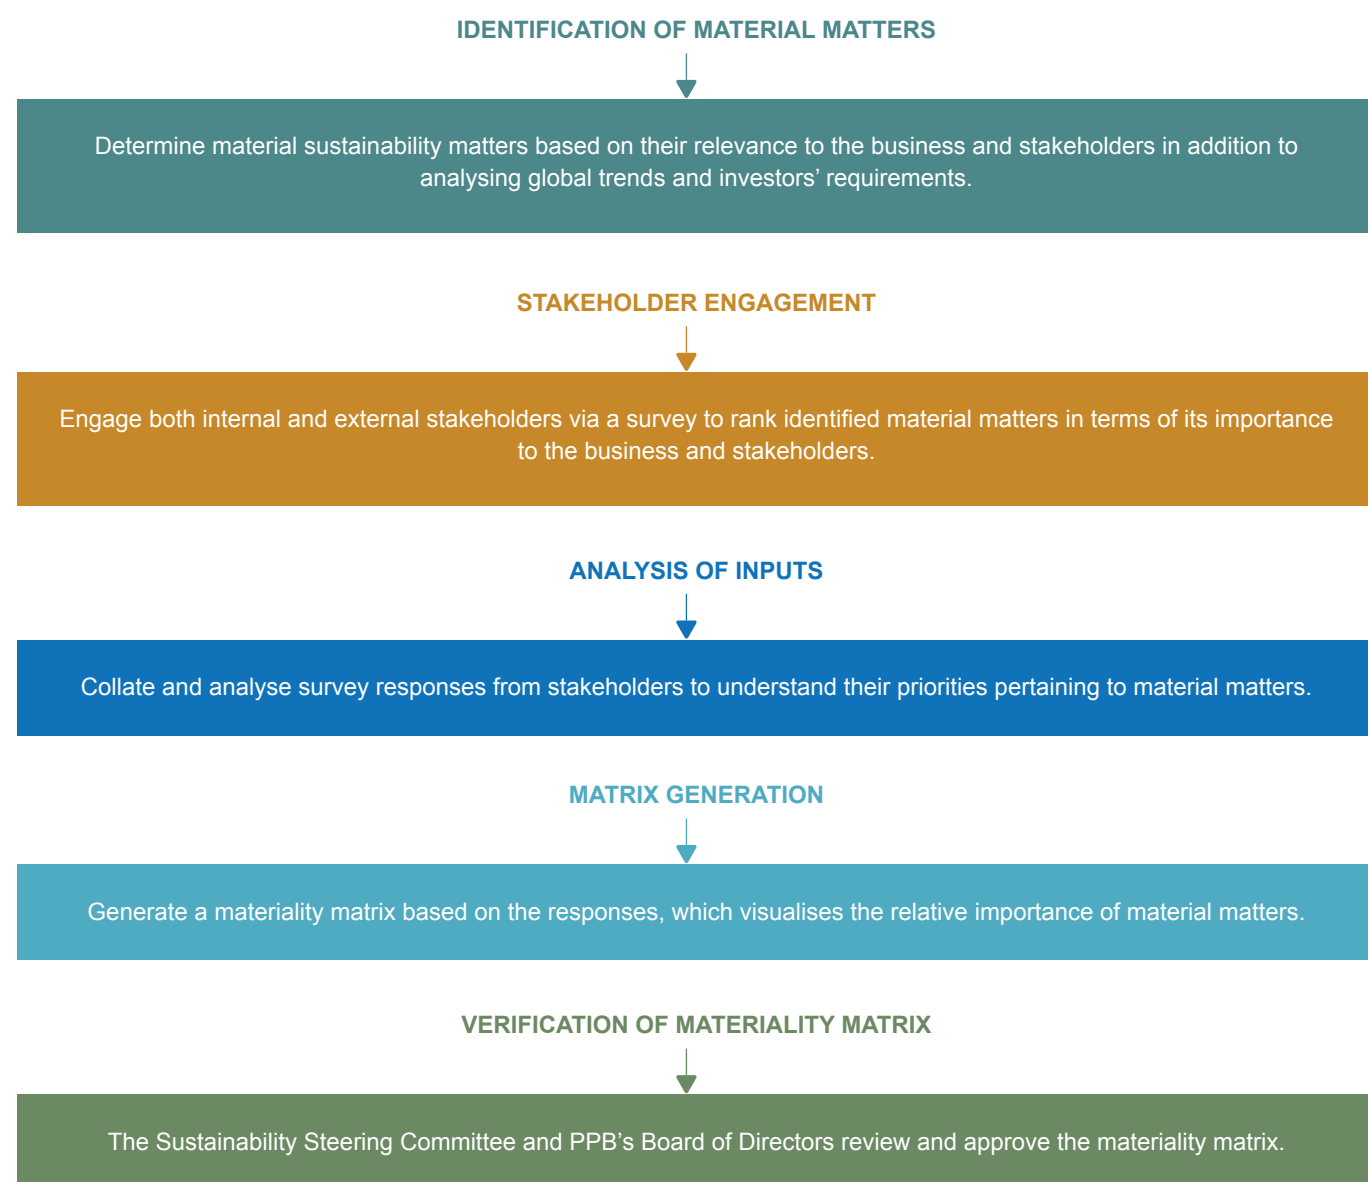 IDENTIFICATION OF MATERIAL MATTERS
Determine material sustainability matters based on their relevance to the business and stakeholders in addition to
analysing global trends and investors’ requirements.
STAKEHOLDER ENGAGEMENT
Engage both internal and external stakeholders via a survey to rank identified material matters in terms of its importance
to the business and stakeholders.
ANALYSIS OF INPUTS
Collate and analyse survey responses from stakeholders to understand their priorities pertaining to material matters.
MATRIX GENERATION
Generate a materiality matrix based on the responses, which visualises the relative importance of material matters.
VERIFICATION OF MATERIALITY MATRIX
The Sustainability Steering Committee and PPB’s Board of Directors review and approve the materiality matrix.